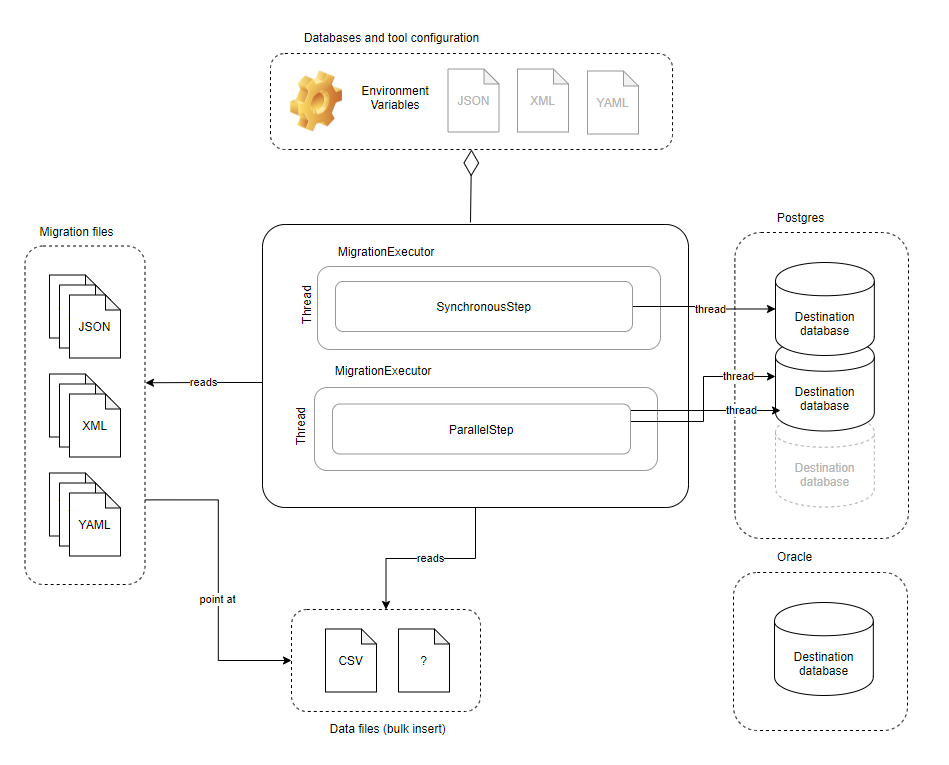 Databases and tool configuration
Environment
Variables
JSON
XML
YAML
Migration files
JSON
XML
YAML
reads
MigrationExecutor
Thread
SynchronousStep
MigrationExecutor
Thread
ParallelStep
thread
thread
thread
Postgres
Destination
database
Destination
database
Destination
database
Oracle
Destination
database
reads
point at
CSV
?
Data files (bulk insert)